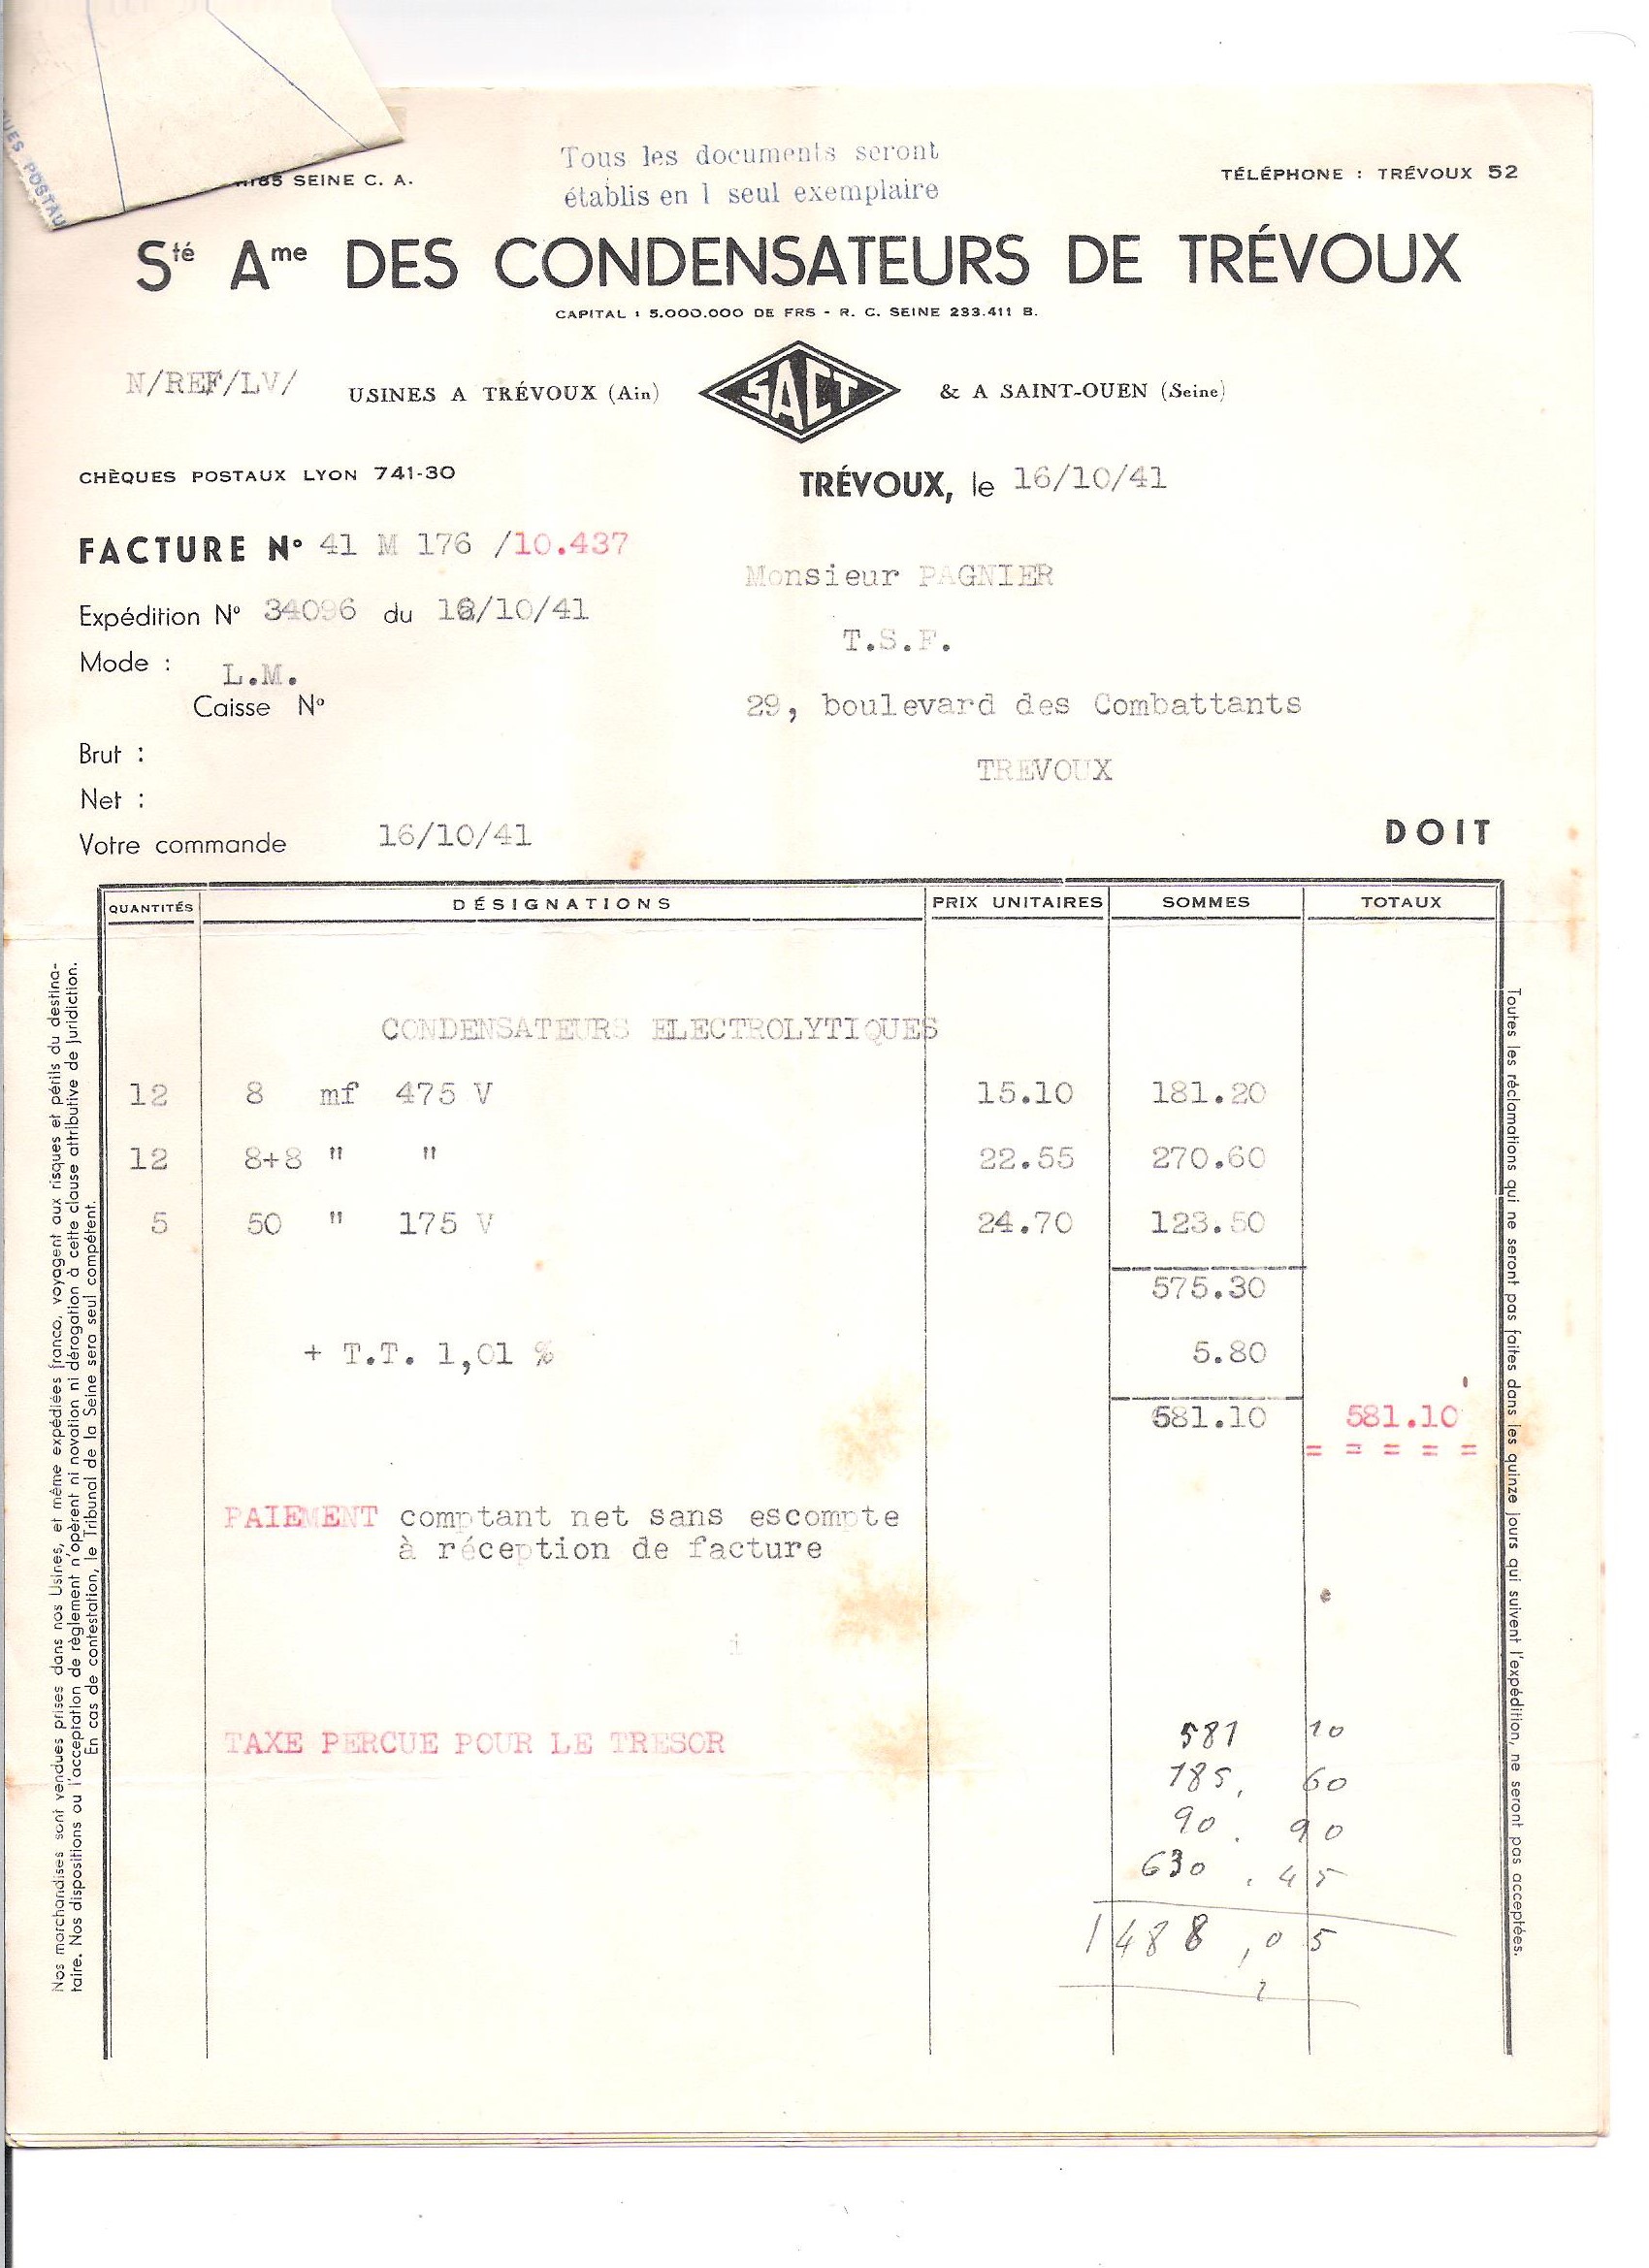 UES POSTAU
SEINE C. A.
Tous les documents seront
établis en 1 seul exemplaire
TÉLÉPHONE : TRÉVOUX 52
Sté Ame DES CONDENSATEURS DE TRÉVOUX
CAPITAL : 5.000.000 DE FRS - R. C. SEINE 233.411 B.
N/REF/LV/
USINES A TRÉVOUX (Ain) SACT & A SAINT-OUEN (Seine)
CHÈQUES POSTAUX LYON 741-30
TRÉVOUX, le 16/10/41
FACTURE No 41 M 176 /10.437
Monsieur PAGNIER
Expédition No 34096 du /10/41
T.S.F.
Mode : L.M.
Caisse No
29, boulevard des Combattants
Brut :
TREVOUX
Net :
Votre commande 16/10/41
DOIT
QUANTITÉS DÉSIGNATIONS PRIX UNITAIRES SOMMES TOTAUX
CONDENSATEURS ELECTROLYTIQUES
12 8 mf 475 V 15.10 181.20
12 8+8 " " 22.55 270.60
5 50 " 175 V 24.70 123.50
575.30
+ T.T. 1,01 % 5.80
581.10 581.10
= = = = =
PAIEMENT comptant net sans escompte
à réception de facture
TAXE PERCUE POUR LE TRESOR
581 10
185, 60
90 . 90
630 . 45
1488,05
Nos marchandises sont vendues prises dans nos Usines, et même expédiées franco, voyagent aux risques et périls du destina-
taire. Nos dispositions ou l'acceptation de règlement n'opèrent ni novation ni dérogation à cette clause attributive de juridiction.
En cas de contestation, le Tribunal de la Seine sera seul compétent.
Toutes les réclamations qui ne seront pas faites dans les quinze jours qui suivent l'expédition, ne seront pas acceptées.